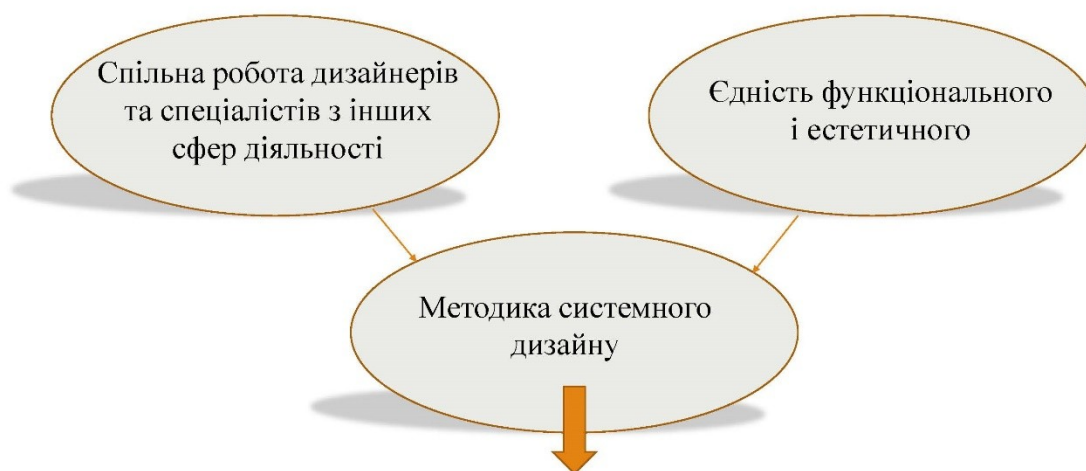 Спільна робота дизайнерів
та спеціалістів з інших
сфер діяльності
Єдність функціонального
і естетичного
Методика системного
дизайну